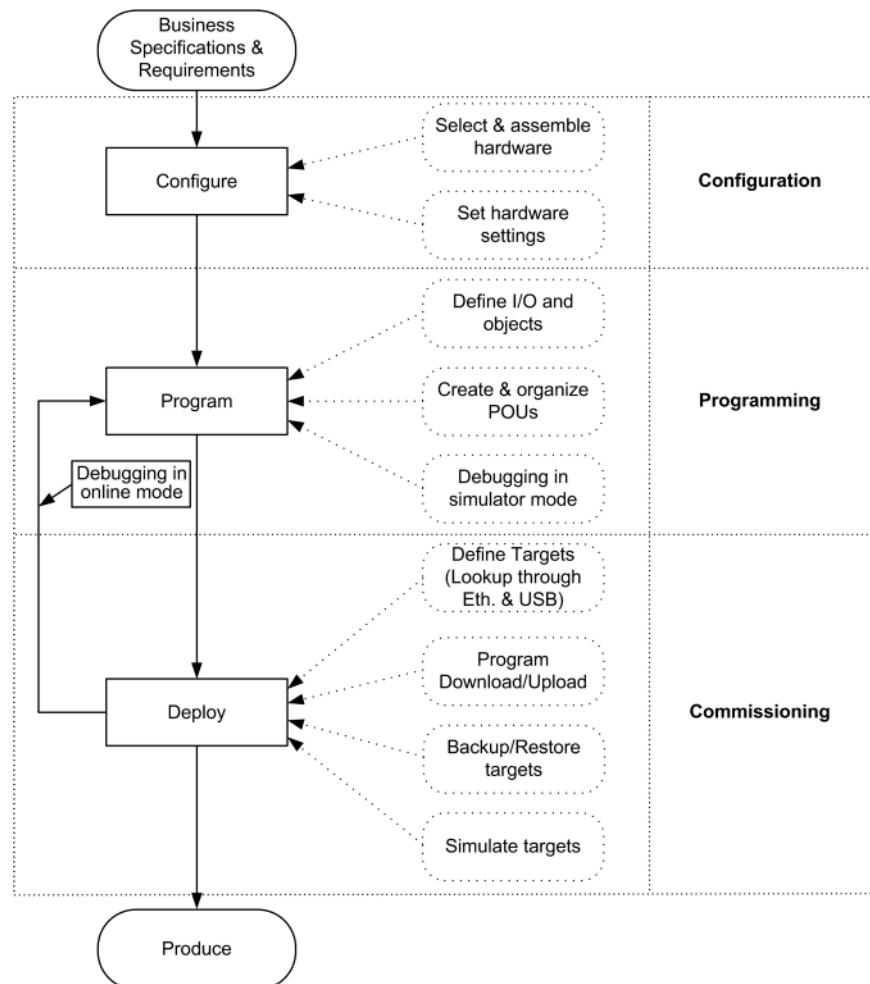 Business
Specifications &
Requirements
Select & assemble
hardware
Configure
Configuration
Set hardware
settings
Define I/O and
objects
Program
Create & organize
POUs
Programming
Debugging in
online mode
Debugging in
simulator mode
Define Targets
(Lookup through
Eth. & USB)
Program
Download/Upload
Deploy
Commissioning
Backup/Restore
targets
Simulate targets
Produce